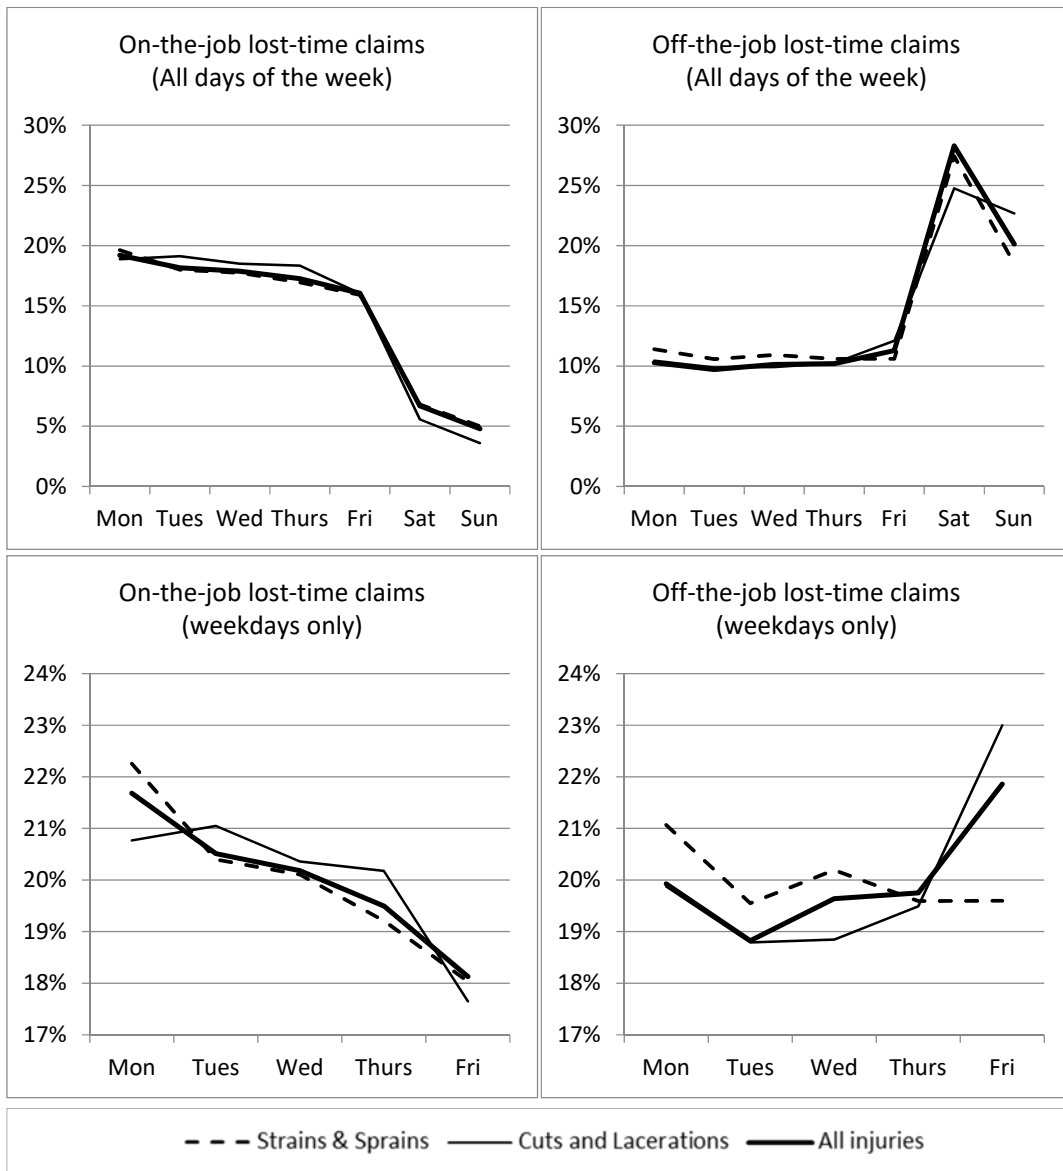 On-the-job lost-time claims
(All days of the week)
30%
25%
20%
15%
10%
5%
0%
Mon Tues Wed Thurs Fri Sat Sun
Off-the-job lost-time claims
(All days of the week)
30%
25%
20%
15%
10%
5%
0%
Mon Tues Wed Thurs Fri Sat Sun
On-the-job lost-time claims
(weekdays only)
24%
23%
22%
21%
20%
19%
18%
17%
Mon Tues Wed Thurs Fri
Off-the-job lost-time claims
(weekdays only)
24%
23%
22%
21%
20%
19%
18%
17%
Mon Tues Wed Thurs Fri
Strains & Sprains Cuts and Lacerations All injuries